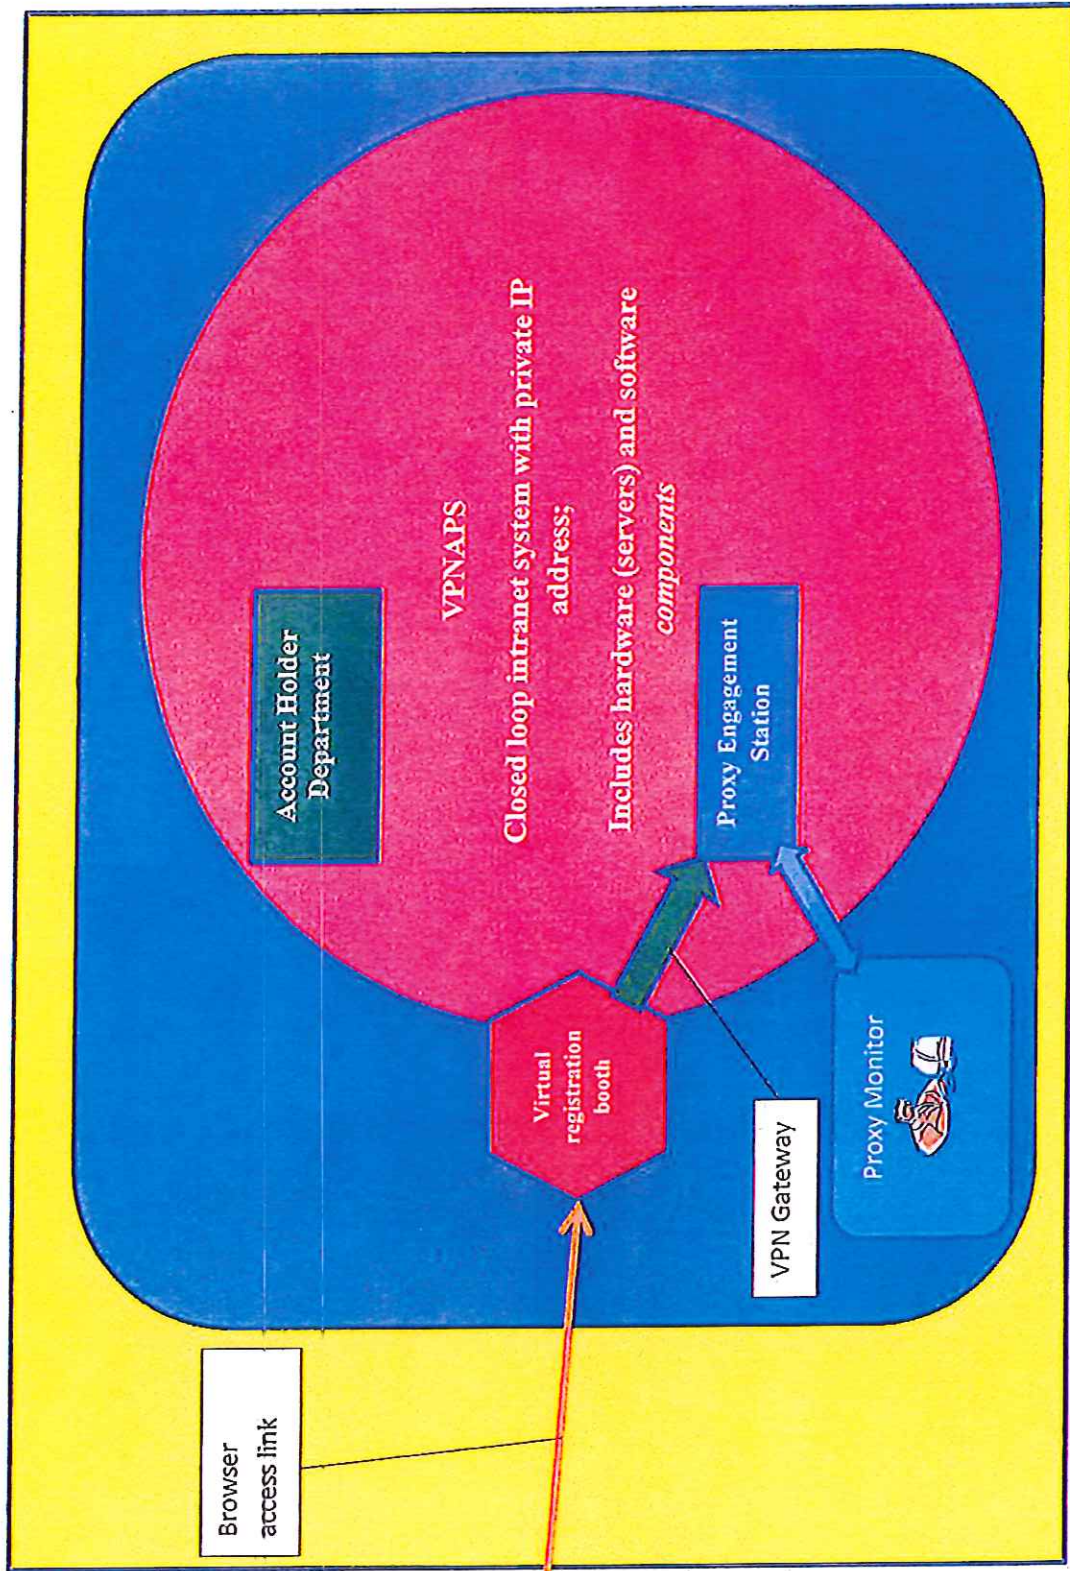 Browser
access link
Account Holder
Department
VPNAPS
Closed loop intranet system with private IP
address;
Includes hardware (servers) and software
components
Virtual
registration
booth
Proxy Engagement
Station
VPN Gateway
Proxy Monitor